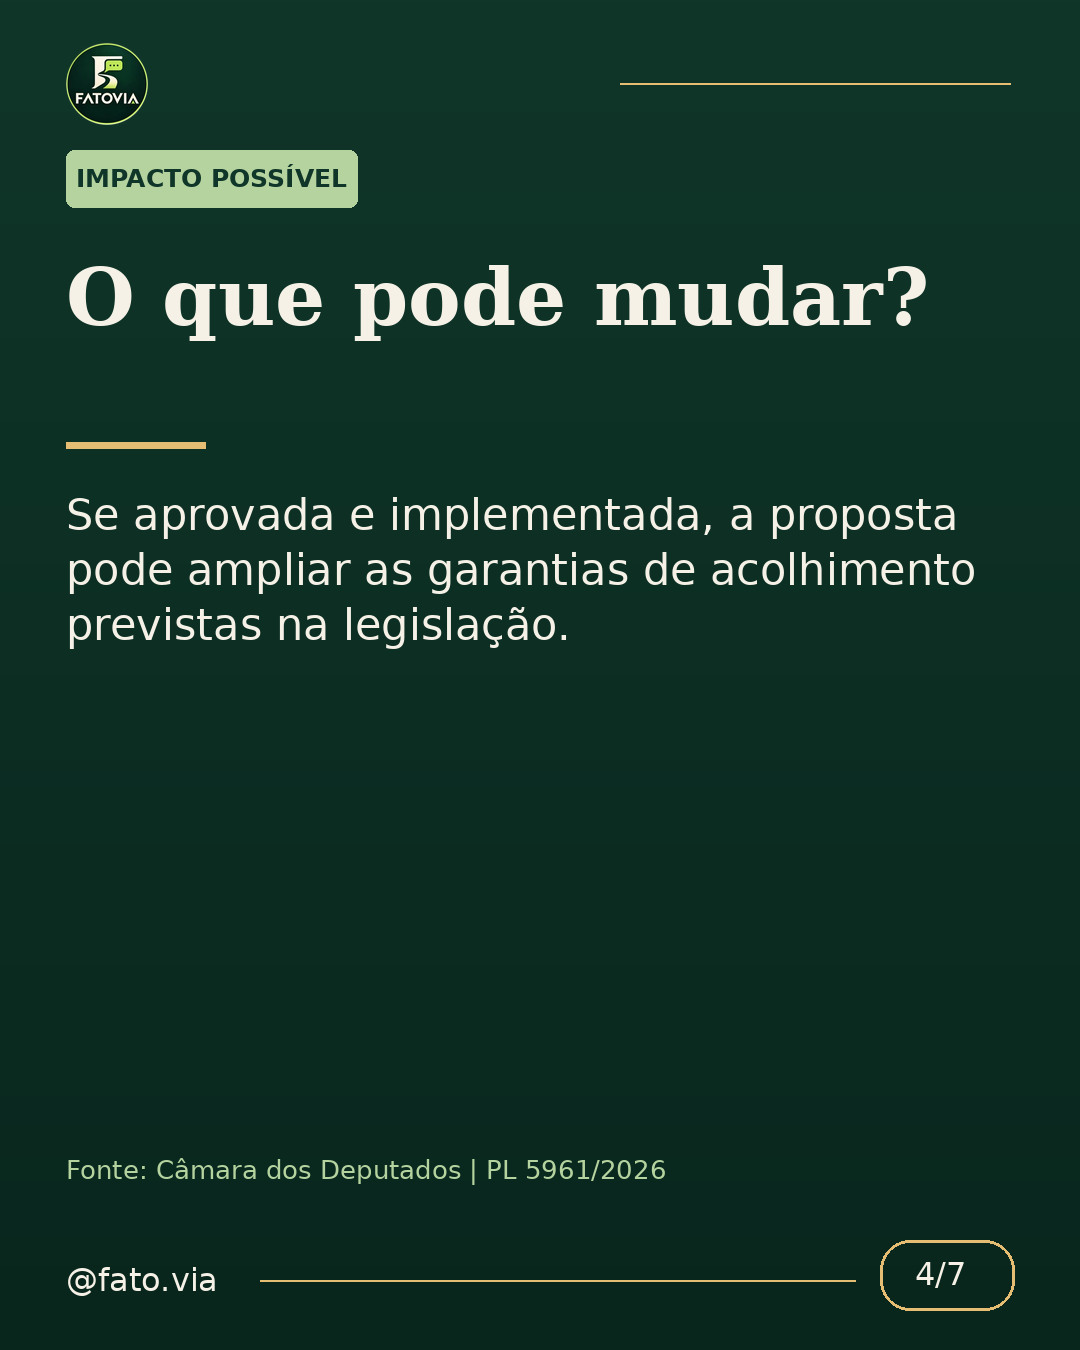 FATOVIA
IMPACTO POSSÍVEL
O que pode mudar?
Se aprovada e implementada, a proposta
pode ampliar as garantias de acolhimento
previstas na legislação.
Fonte: Câmara dos Deputados | PL 5961/2026
@fato.via
4/7